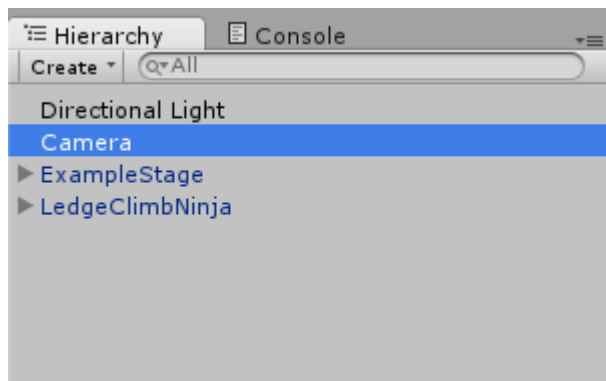 Hierarchy Console
Create All
Directional Light
Camera
ExampleStage
LedgeClimbNinja